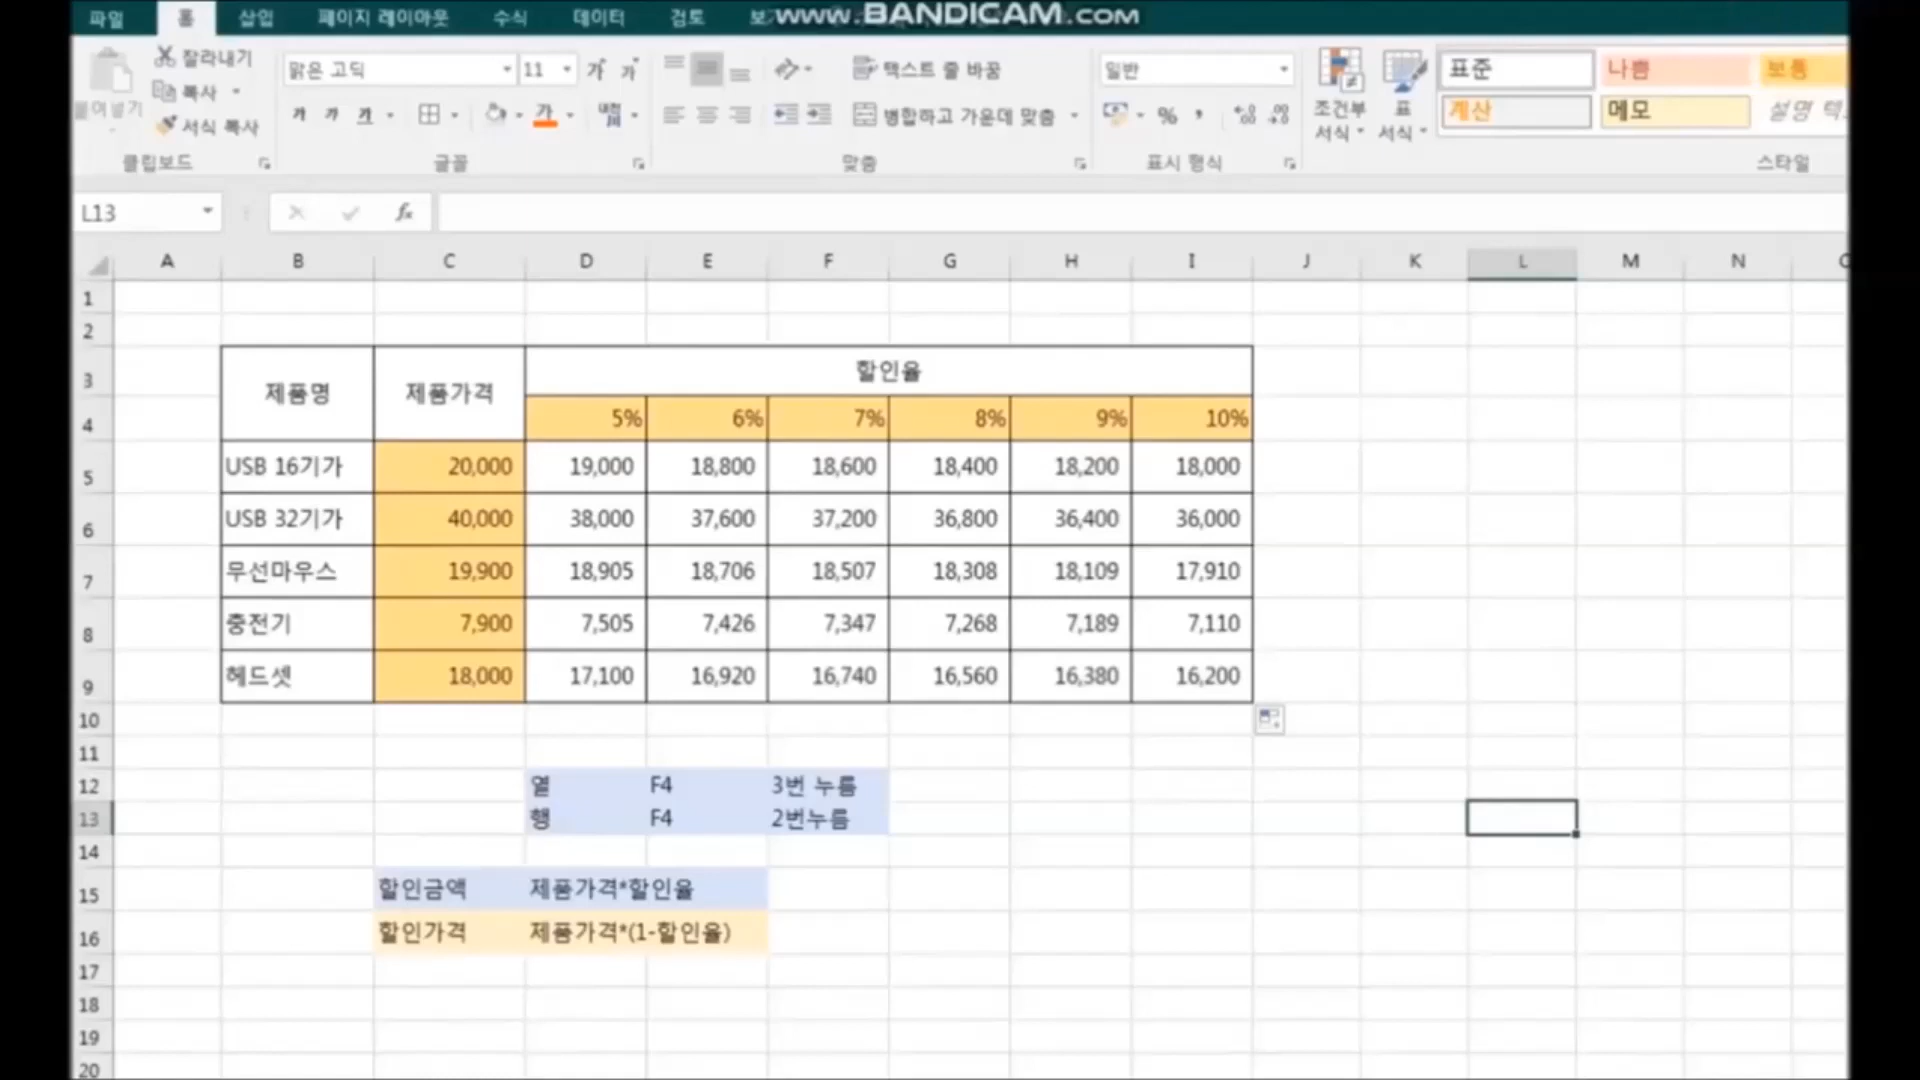 파일 홈 삽입 페이지 레이아웃 수식 데이터 검토
www.BANDICAM.com
잘라내기
복사
붙여넣기
서식 복사
클립보드
맑은 고딕 11
가 가
글꼴
텍스트 줄 바꿈
병합하고 가운데 맞춤
맞춤
일반
%
표시 형식
조건부 서식
표 서식
표준 나쁨 보통
계산 메모 설명
스타일
L13
fx
A B C D E F G H I J K L M N
1
2
3 제품명 제품가격 할인율
4 5% 6% 7% 8% 9% 10%
5 USB 16기가 20,000 19,000 18,800 18,600 18,400 18,200 18,000
6 USB 32기가 40,000 38,000 37,600 37,200 36,800 36,400 36,000
7 무선마우스 19,900 18,905 18,706 18,507 18,308 18,109 17,910
8 충전기 7,900 7,505 7,426 7,347 7,268 7,189 7,110
9 헤드셋 18,000 17,100 16,920 16,740 16,560 16,380 16,200
10
11
12 열 F4 3번 누름
13 행 F4 2번누름
14
15 할인금액 제품가격*할인율
16 할인가격 제품가격*(1-할인율)
17
18
19
20